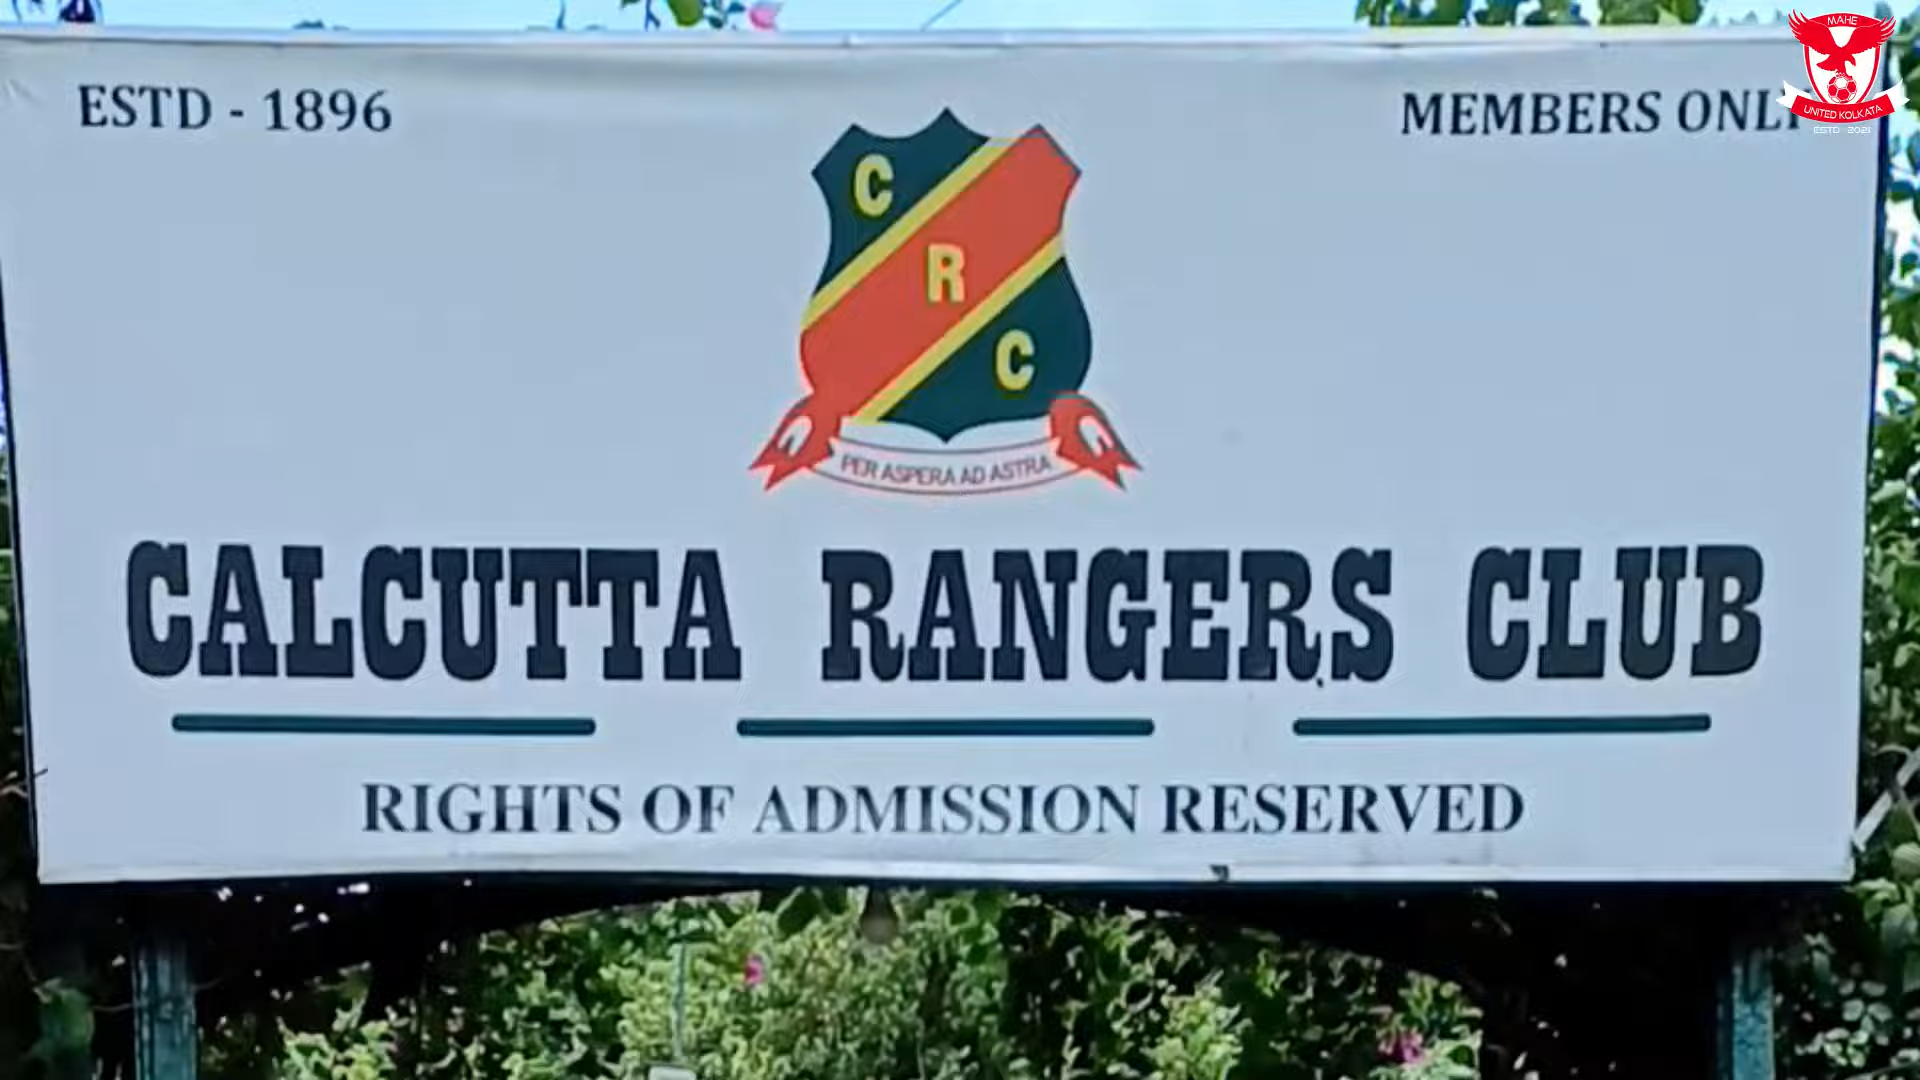 ESTD - 1896
MEMBERS ONLY
MAHE
UNITED KOLKATA
ESTD 2021
C
R
C
PER ASPERA AD ASTRA
CALCUTTA RANGERS CLUB
RIGHTS OF ADMISSION RESERVED